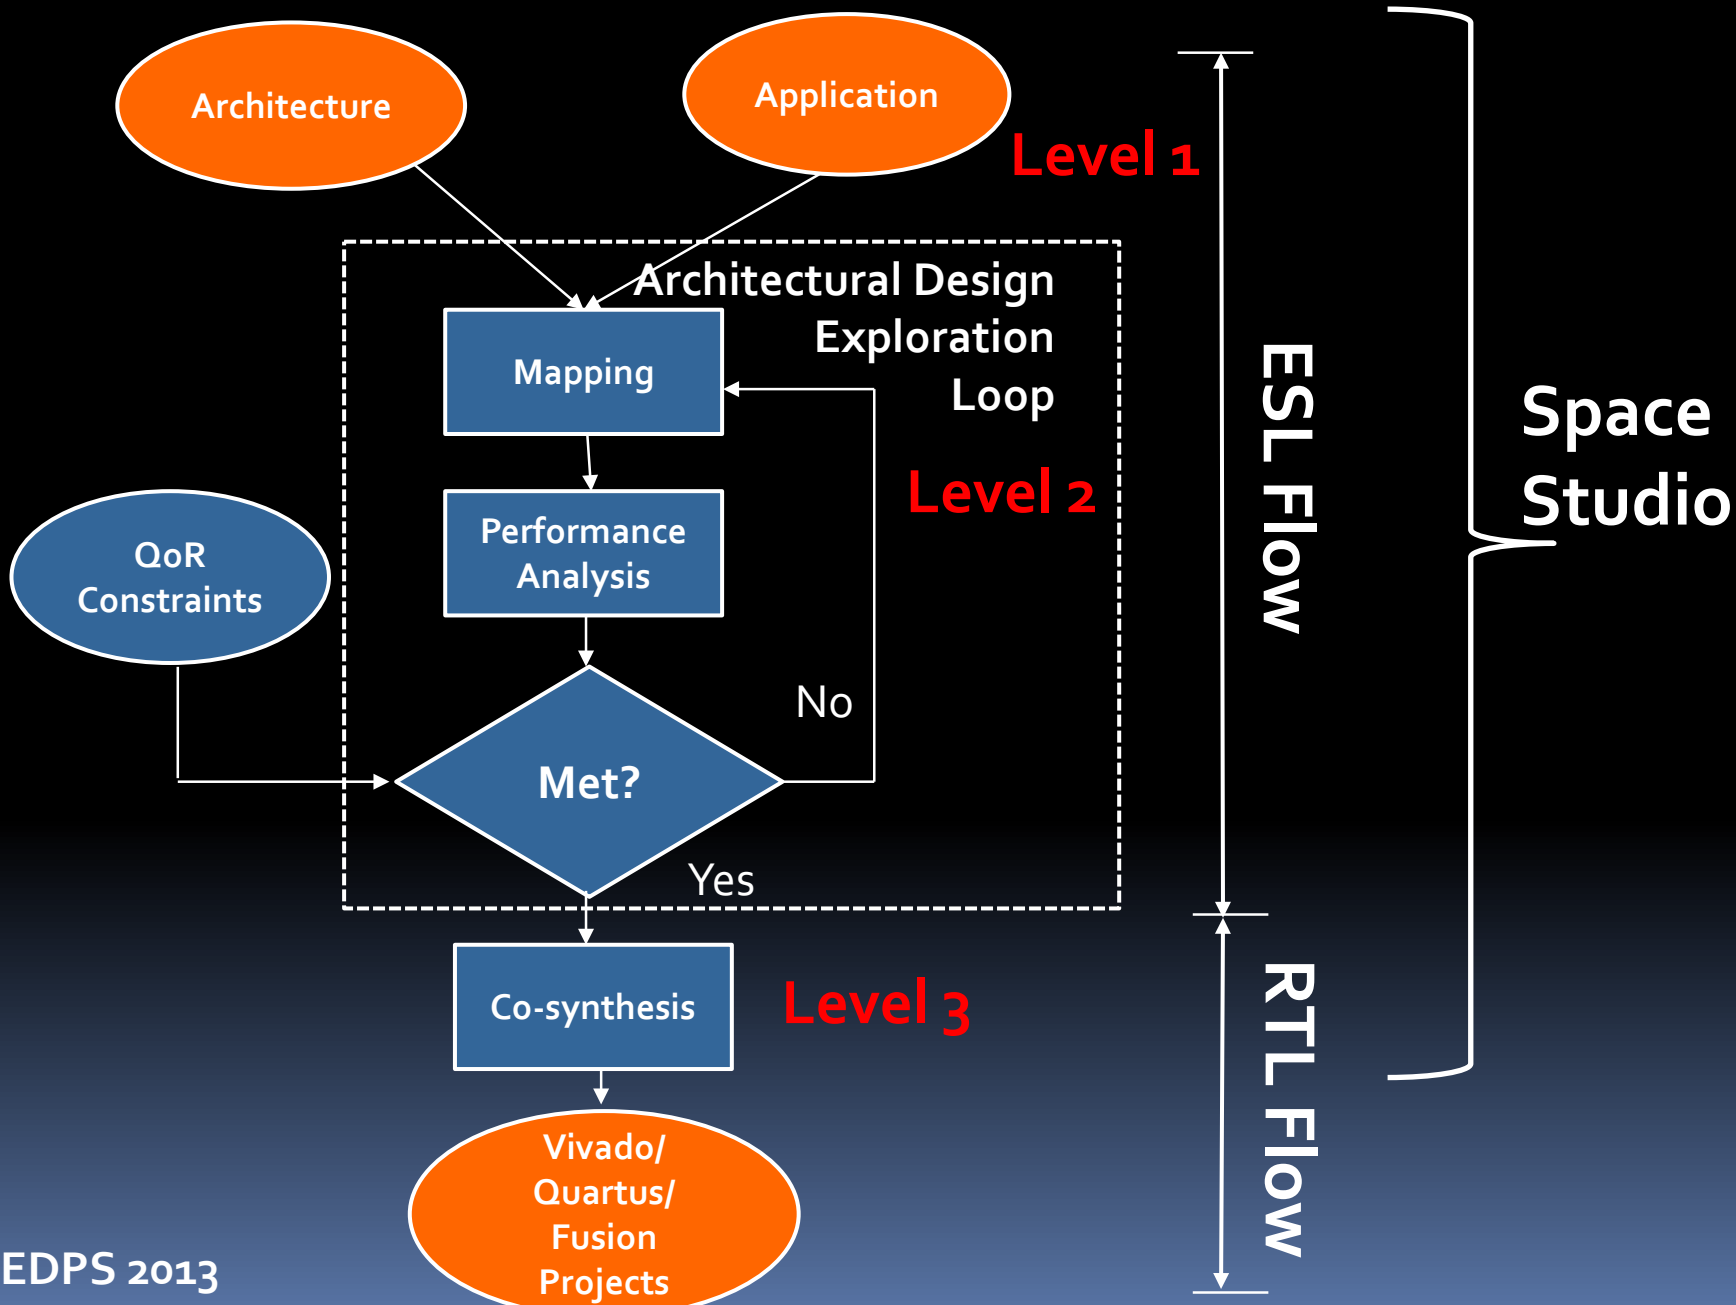 Architecture
Application
Level 1
Architectural Design
Exploration
Loop
Mapping
Level 2
Performance
Analysis
QoR
Constraints
No
Met?
Yes
Co-synthesis
Level 3
Vivado/
Quartus/
Fusion
Projects
ESL Flow
RTL Flow
Space
Studio
EDPS 2013